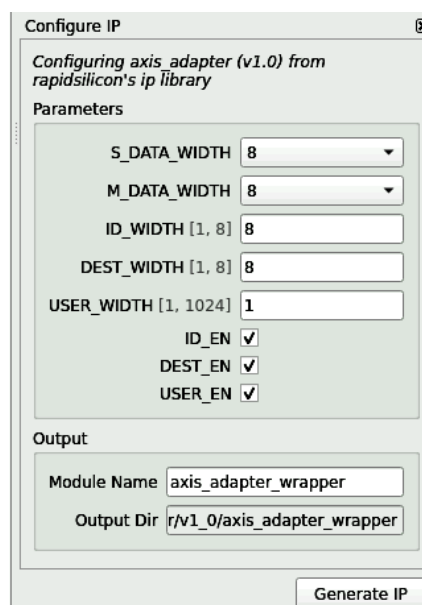 Configure IP
Configuring axis_adapter (v1.0) from
rapidsilicon's ip library
Parameters
S_DATA_WIDTH 8
M_DATA_WIDTH 8
ID_WIDTH [1, 8] 8
DEST_WIDTH [1, 8] 8
USER_WIDTH [1, 1024] 1
ID_EN
DEST_EN
USER_EN
Output
Module Name axis_adapter_wrapper
Output Dir r/v1_0/axis_adapter_wrapper
Generate IP